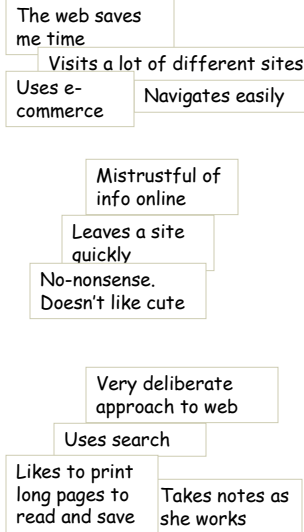 The web saves
me time
Visits a lot of different sites
Uses e-
commerce
Navigates easily
Mistrustful of
info online
Leaves a site
quickly
No-nonsense.
Doesn't like cute
Very deliberate
approach to web
Uses search
Likes to print
long pages to
read and save
Takes notes as
she works